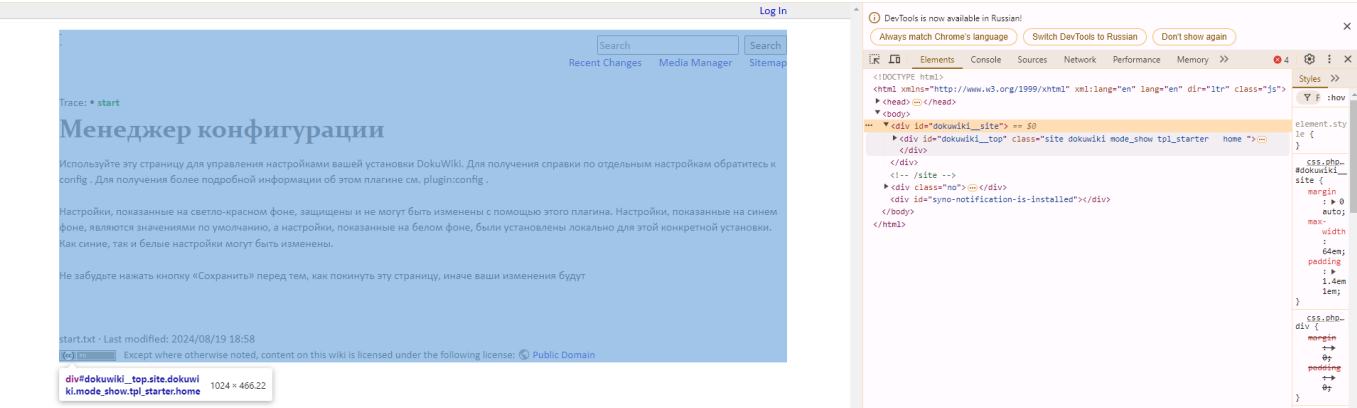 Log In
Search
Search
Recent Changes Media Manager Sitemap
Trace: • start
Менеджер конфигурации
Используйте эту страницу для управления настройками вашей установки DokuWiki. Для получения справки по отдельным настройкам обратитесь к
config . Для получения более подробной информации об этом плагине см. plugin:config .
Настройки, показанные на светло-красном фоне, защищены и не могут быть изменены с помощью этого плагина. Настройки, показанные на синем
фоне, являются значениями по умолчанию, а настройки, показанные на белом фоне, были установлены локально для этой конкретной установки.
Как синие, так и белые настройки могут быть изменены.
Не забудьте нажать кнопку «Сохранить» перед тем, как покинуть эту страницу, иначе ваши изменения будут
start.txt · Last modified: 2024/08/19 18:58
Except where otherwise noted, content on this wiki is licensed under the following license: Public Domain
div#dokuwiki__top.site.dokuwi
ki.mode_show.tpl_starter.home
1024 × 466.22
DevTools is now available in Russian!
Always match Chrome's language Switch DevTools to Russian Don't show again
Elements Console Sources Network Performance Memory 4
<!DOCTYPE html>
<html xmlns="http://www.w3.org/1999/xhtml" xml:lang="en" lang="en" dir="ltr" class="js">
<head> … </head>
<body>
<div id="dokuwiki__site"> == $0
<div id="dokuwiki__top" class="site dokuwiki mode_show tpl_starter home "> …
</div>
</div>
<!-- /site -->
<div class="no"> … </div>
<div id="syno-notification-is-installed"></div>
</body>
</html>
Styles
F :hov
element.sty
le {
}
css.php…
#dokuwiki__
site {
margin
: 0
auto;
max-
width
:
64em;
padding
:
1.4em
1em;
}
css.php…
div {
margin
:
0;
padding
:
0;
}